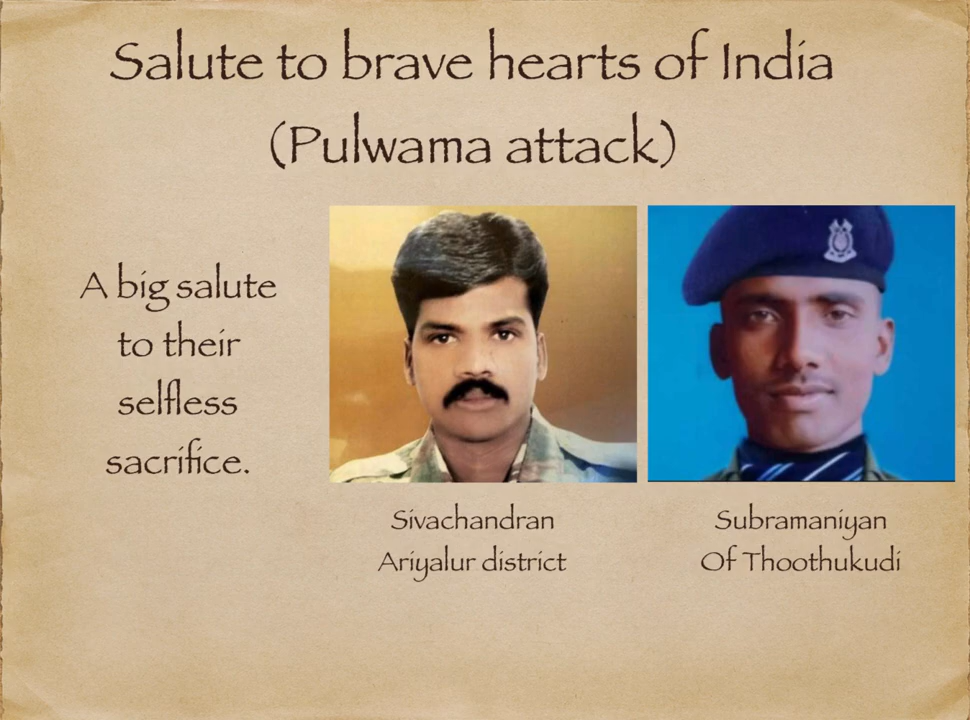 Salute to brave hearts of India
(Pulwama attack)
A big salute
to their
selfless
sacrifice.
Sivachandran
Ariyalur district
Subramaniyan
Of Thoothukudi